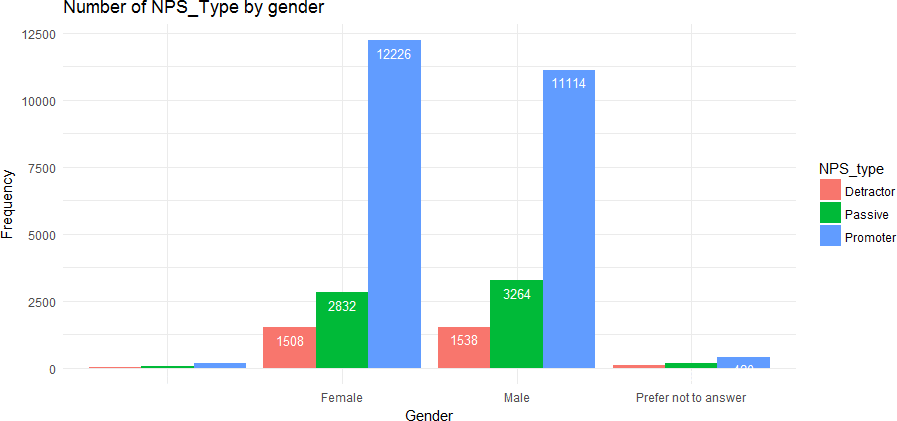 Number of NPS_Type by gender
12500
10000
7500
5000
2500
0
Frequency
12226
2832
1508
11114
3264
1538
Female
Male
Prefer not to answer
Gender
NPS_type
Detractor
Passive
Promoter